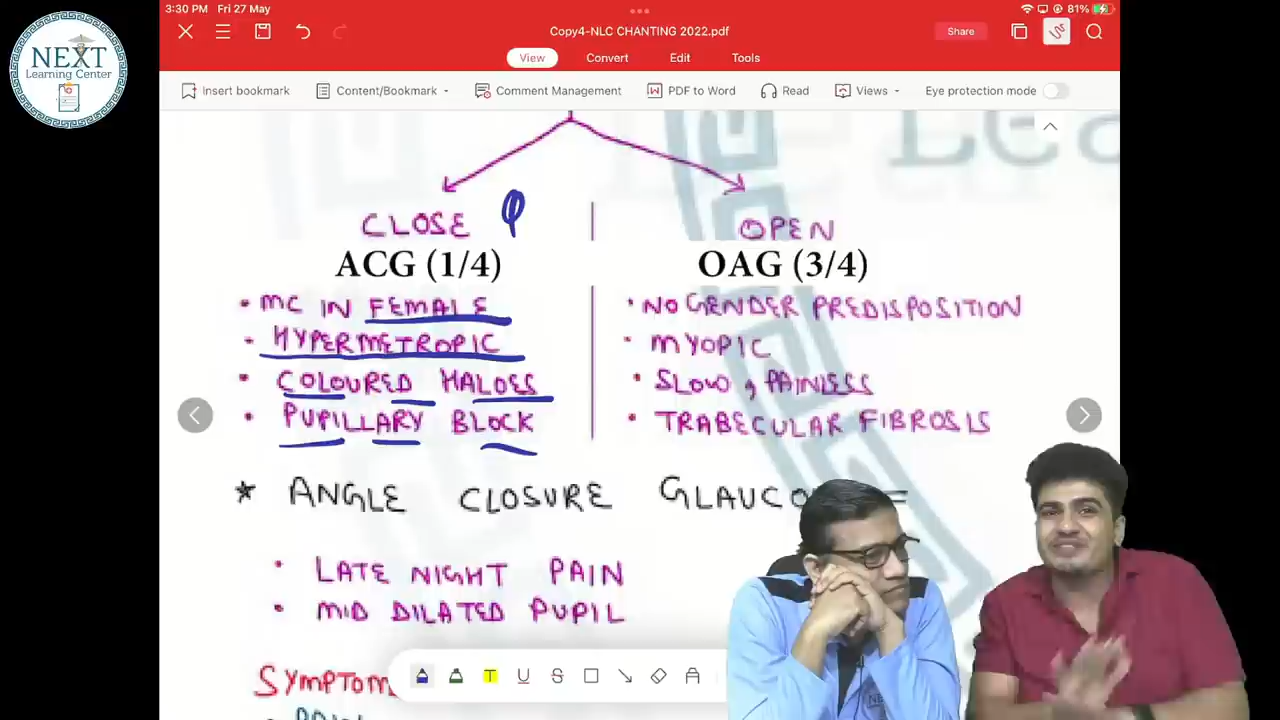 3:30 PM Fri 27 May
81%
NEXT
Learning Center
Copy4-NLC CHANTING 2022.pdf
Share
View Convert Edit Tools
Insert bookmark Content/Bookmark Comment Management PDF to Word Read Views Eye protection mode
CLOSE φ
ACG (1/4)
• MC IN FEMALE
• HYPERMETROPIC
• COLOURED HALOES
• PUPILLARY BLOCK
OPEN
OAG (3/4)
• NO GENDER PREDISPOSITION
• MYOPIC
• SLOW & PAINLESS
• TRABECULAR FIBROSIS
★ ANGLE CLOSURE
• LATE NIGHT PAIN
• MID DILATED PUPIL
T U S